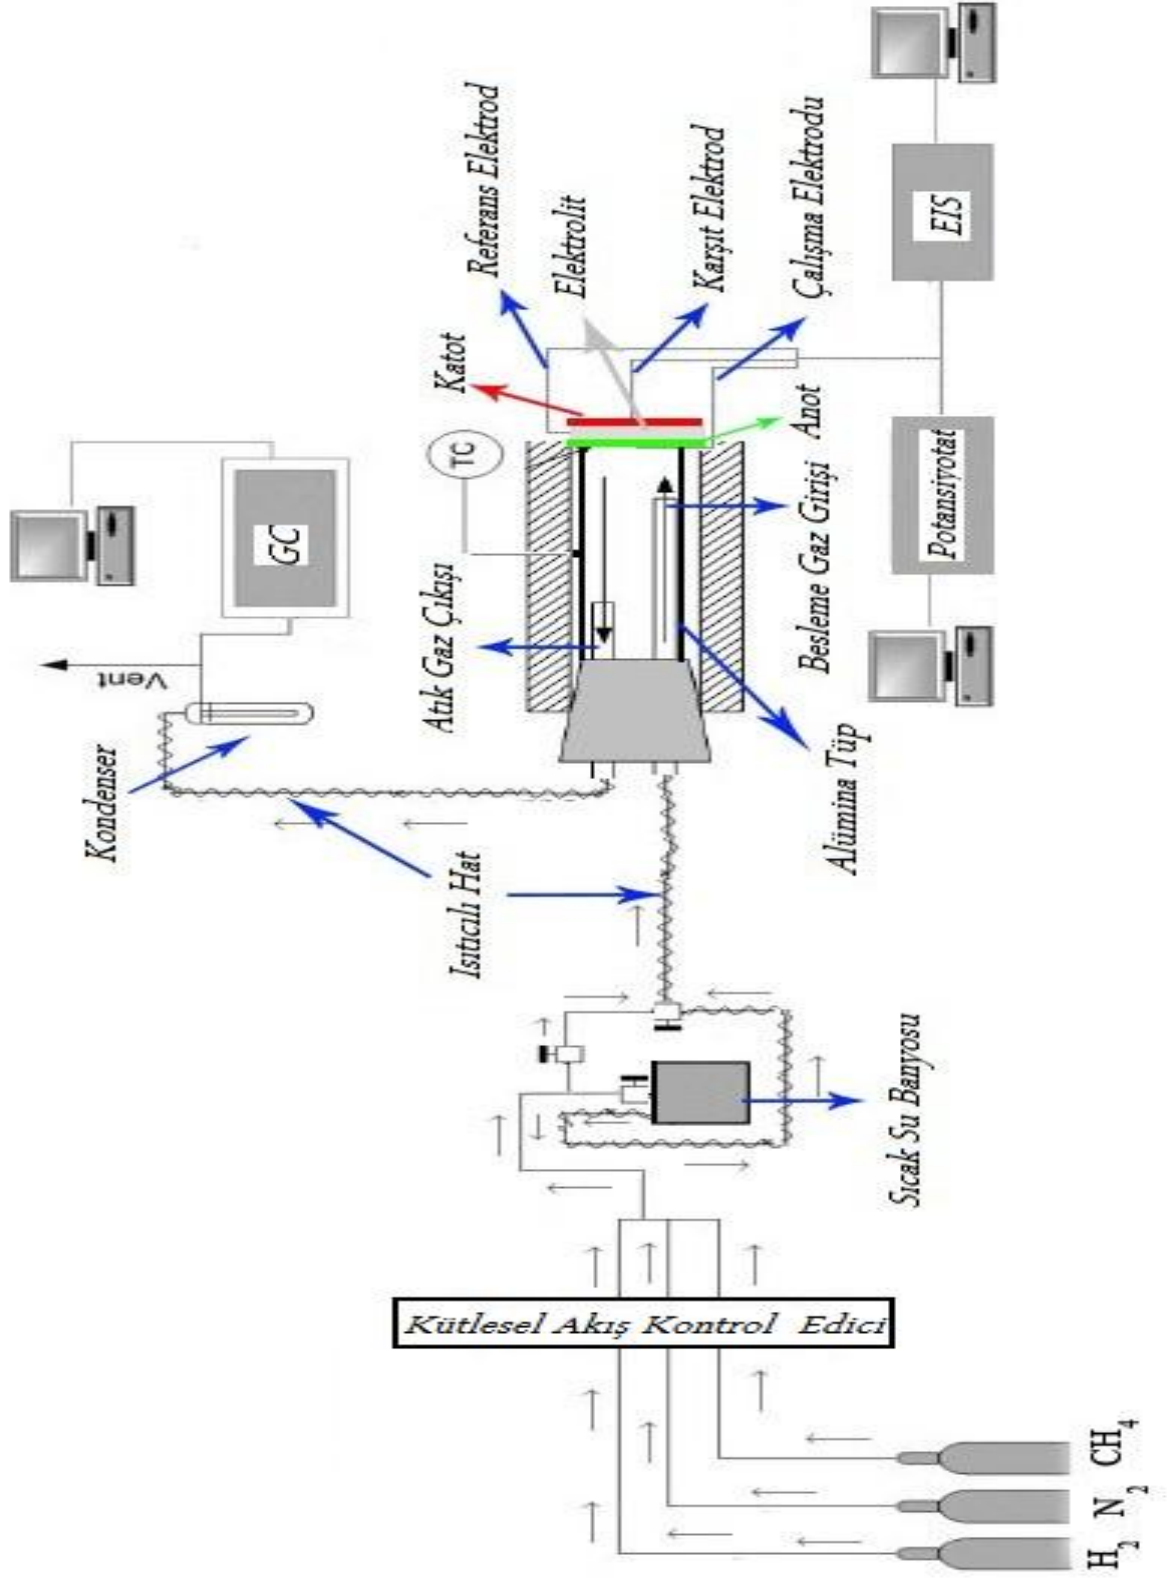 H2
N2
CH4
Kütlesel Akış Kontrol Edici
Sıcak Su Banyosu
Isıtıcılı Hat
Kondenser
Vent
GC
Atık Gaz Çıkışı
TC
Katot
Referans Elektrod
Elektrolit
Karşıt Elektrod
Çalışma Elektrodu
Anot
Besleme Gaz Girişi
Alümina Tüp
Potansiyotat
EIS